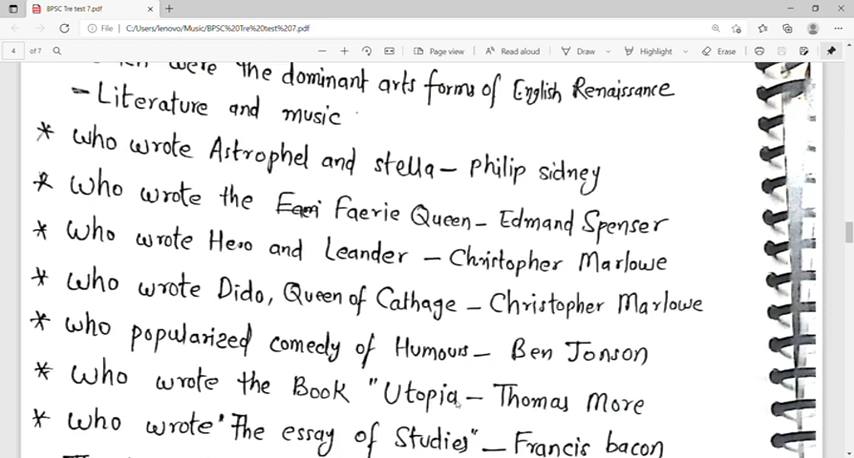 BPSC Tre test 7.pdf
File C:/Users/lenovo/Music/BPSC%20Tre%20test%207.pdf
4 of 7 Page view Read aloud Draw Highlight Erase
were the dominant arts forms of English Renaissance
- Literature and music
* who wrote Astrophel and stella - Philip sidney
* who wrote the Faerie Queen - Edmand Spenser
* who wrote Hero and Leander - Christopher Marlowe
* who wrote Dido, Queen of Cathage - Christopher Marlowe
* who popularized comedy of Humours - Ben Jonson
* who wrote the Book "Utopia - Thomas More
* who wrote "The essay of Studies" - Francis bacon